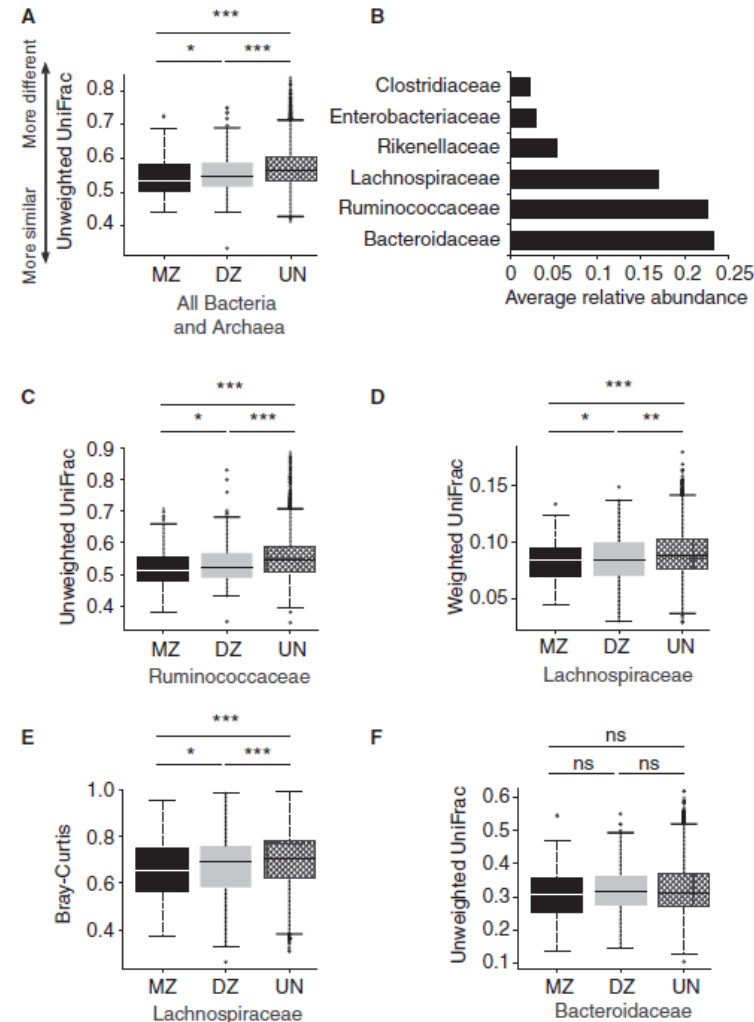 A
***
* ***
More different
More similar
Unweighted UniFrac
0.8
0.7
0.6
0.5
0.4
MZ DZ UN
All Bacteria
and Archaea
B
Clostridiaceae
Enterobacteriaceae
Rikenellaceae
Lachnospiraceae
Ruminococcaceae
Bacteroidaceae
0 0.05 0.1 0.15 0.2 0.25
Average relative abundance
C
***
* ***
Unweighted UniFrac
0.9
0.8
0.7
0.6
0.5
0.4
MZ DZ UN
Ruminococcaceae
D
***
* **
Weighted UniFrac
0.15
0.10
0.05
MZ DZ UN
Lachnospiraceae
E
***
* ***
Bray-Curtis
1.0
0.8
0.6
0.4
MZ DZ UN
Lachnospiraceae
F
ns
ns ns
Unweighted UniFrac
0.6
0.5
0.4
0.3
0.2
0.1
MZ DZ UN
Bacteroidaceae